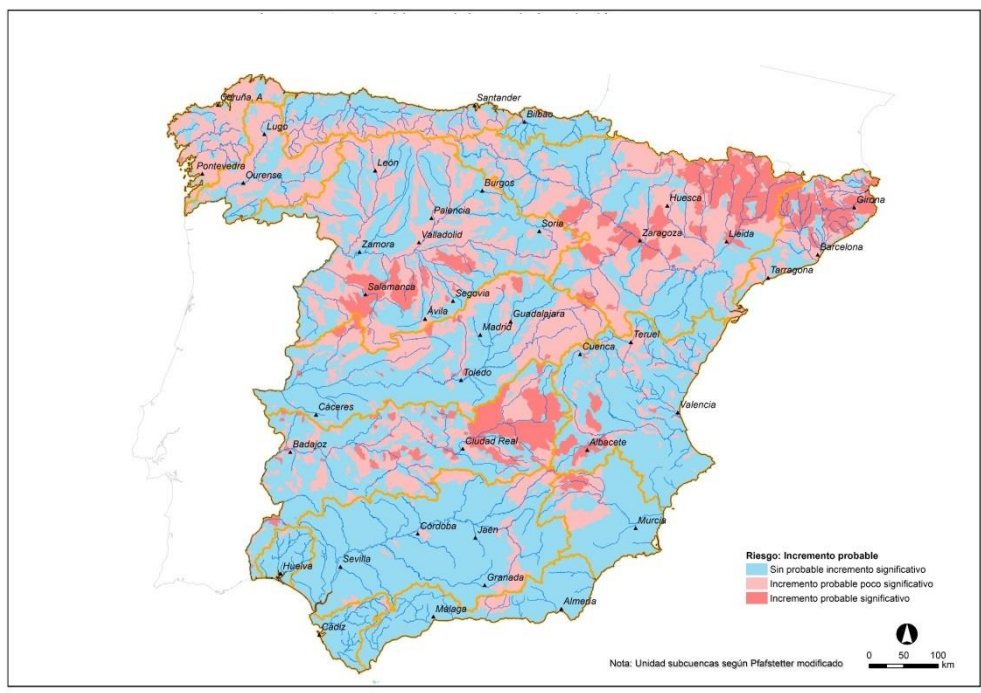 Santander
Coruña, A
Bilbao
Lugo
León
Pontevedra
Ourense
Burgos
Huesca
Girona
Palencia
Soria
Zaragoza
Lleida
Valladolid
Zamora
Barcelona
Tarragona
Salamanca
Segovia
Ávila
Guadalajara
Madrid
Teruel
Cuenca
Toledo
Cáceres
Valencia
Badajoz
Ciudad Real
Albacete
Murcia
Córdoba
Jaén
Sevilla
Huelva
Granada
Almería
Málaga
Cádiz
Riesgo: Incremento probable
Sin probable incremento significativo
Incremento probable poco significativo
Incremento probable significativo
Nota: Unidad subcuencas según Pfafstetter modificado
0 50 100
km